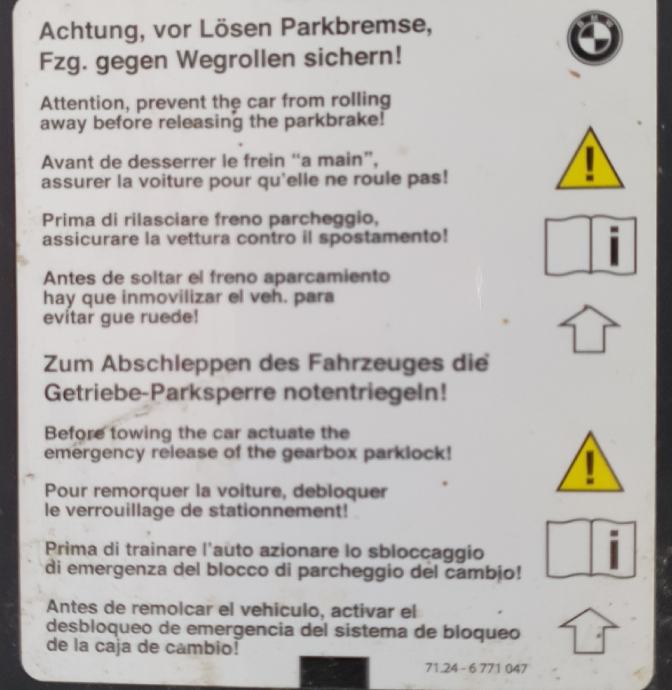 Achtung, vor Lösen Parkbremse,
Fzg. gegen Wegrollen sichern!
BMW
Attention, prevent the car from rolling
away before releasing the parkbrake!
Avant de desserrer le frein “a main”,
assurer la voiture pour qu'elle ne roule pas!
!
Prima di rilasciare freno parcheggio,
assicurare la vettura contro il spostamento!
i
Antes de soltar el freno aparcamiento
hay que inmovilizar el veh. para
evitar gue ruede!
Zum Abschleppen des Fahrzeuges die
Getriebe-Parksperre notentriegeln!
Before towing the car actuate the
emergency release of the gearbox parklock!
!
Pour remorquer la voiture, debloquer
le verrouillage de stationnement!
Prima di trainare l'auto azionare lo sbloccaggio
di emergenza del blocco di parcheggio del cambio!
i
Antes de remolcar el vehiculo, activar el
desbloqueo de emergencia del sistema de bloqueo
de la caja de cambio!
71.24 - 6 771 047